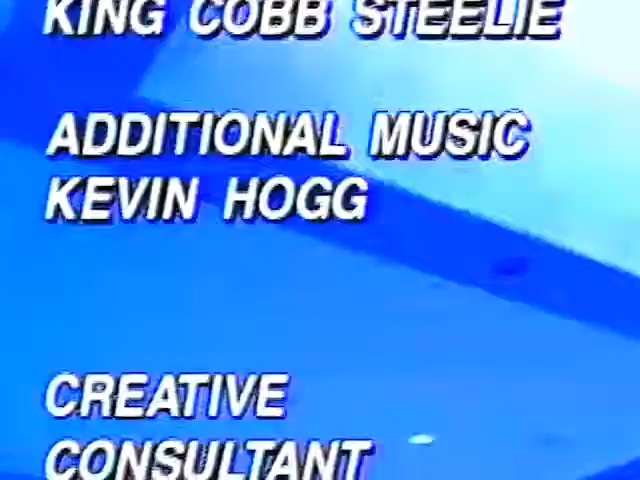 KING COBB STEELIE
ADDITIONAL MUSIC
KEVIN HOGG
CREATIVE
CONSULTANT